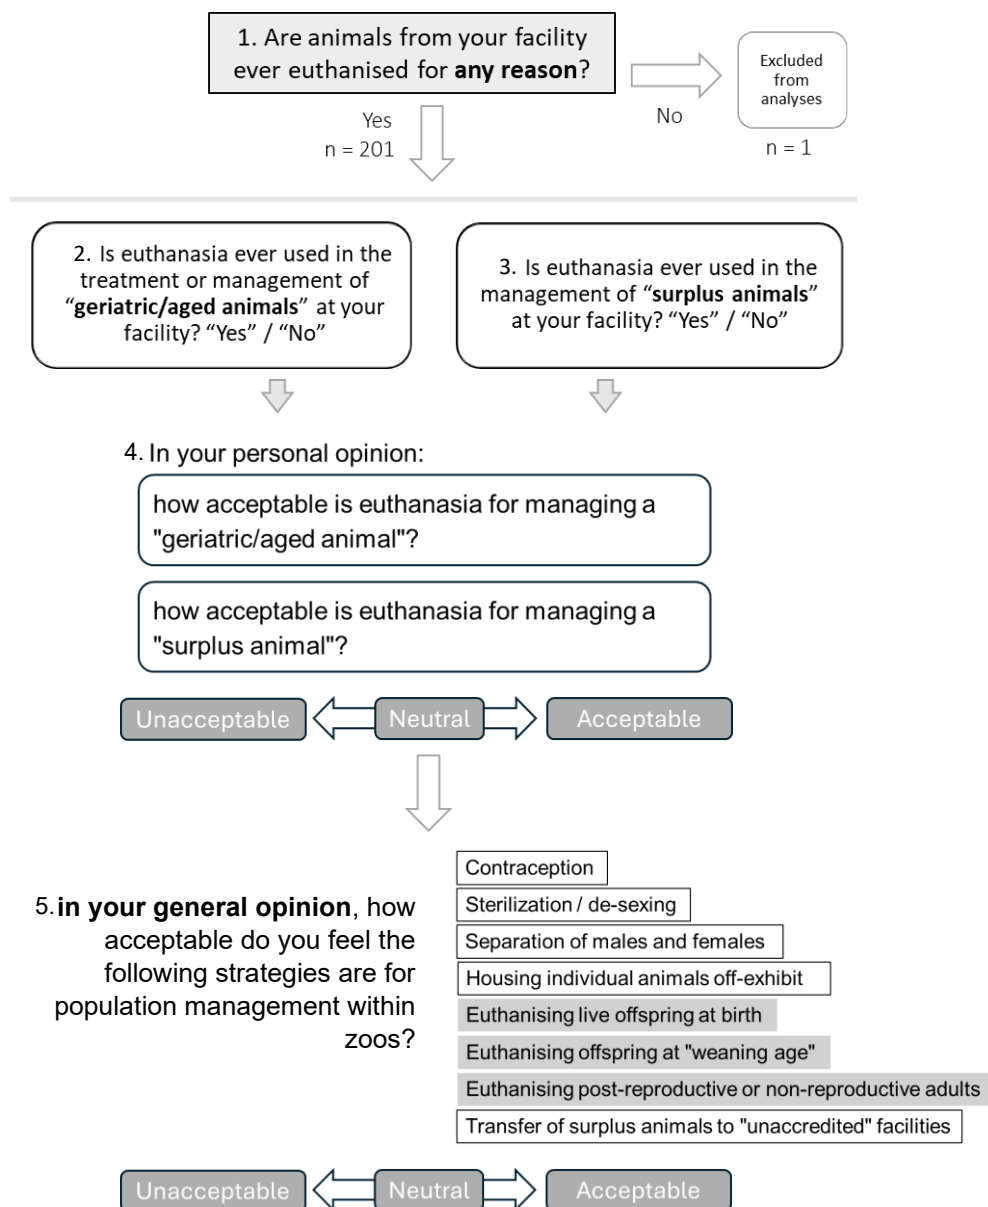 1. Are animals from your facility
ever euthanised for any reason?
Excluded
from
analyses
No
n = 1
Yes
n = 201
2. Is euthanasia ever used in the
treatment or management of
“geriatric/aged animals” at your
facility? “Yes” / “No”
3. Is euthanasia ever used in the
management of “surplus animals”
at your facility? “Yes” / “No”
4. In your personal opinion:
how acceptable is euthanasia for managing a
"geriatric/aged animal"?
how acceptable is euthanasia for managing a
"surplus animal"?
Unacceptable
Neutral
Acceptable
5. in your general opinion, how
acceptable do you feel the
following strategies are for
population management within
zoos?
Contraception
Sterilization / de-sexing
Separation of males and females
Housing individual animals off-exhibit
Euthanising live offspring at birth
Euthanising offspring at "weaning age"
Euthanising post-reproductive or non-reproductive adults
Transfer of surplus animals to "unaccredited" facilities
Unacceptable
Neutral
Acceptable